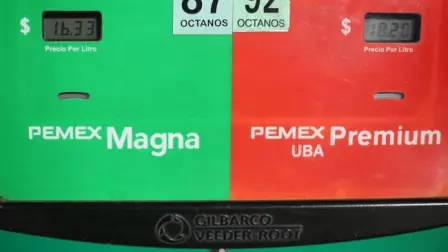 87 92
OCTANOS OCTANOS
$ 16.33 $ 18.20
Precio Por Litro Precio Por Litro
PEMEX Magna
PEMEX Premium
UBA
GILBARCO
VEEDER-ROOT